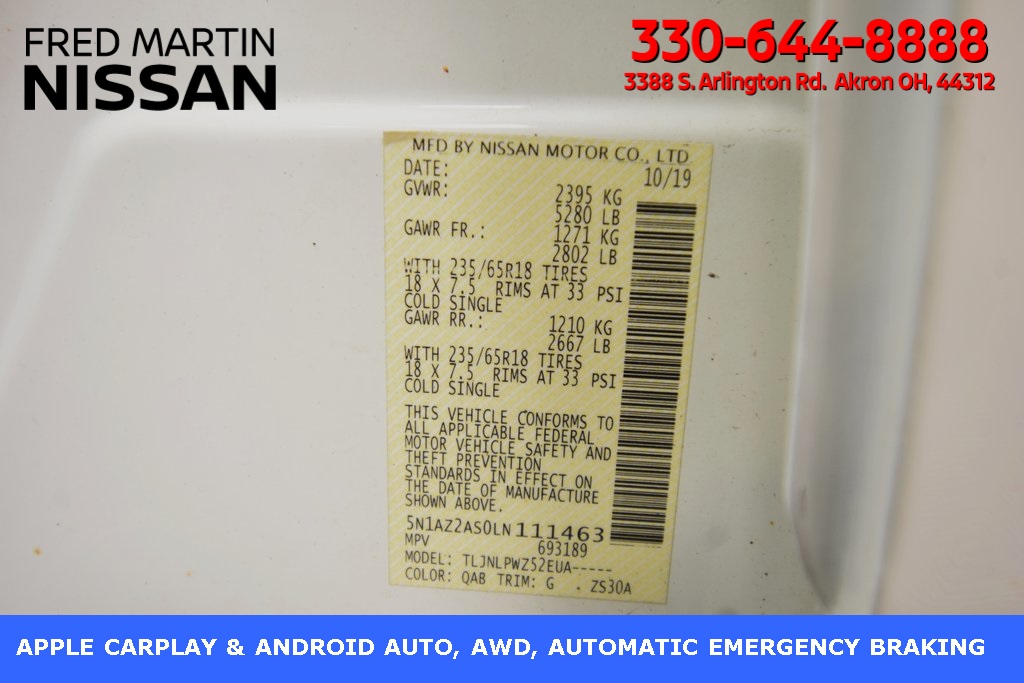 FRED MARTIN
NISSAN
330-644-8888
3388 S. Arlington Rd. Akron OH, 44312
MFD BY NISSAN MOTOR CO., LTD.
DATE: 10/19
GVWR: 2395 KG
5280 LB
GAWR FR.: 1271 KG
2802 LB
WITH 235/65R18 TIRES
18 X 7.5 RIMS AT 33 PSI
COLD SINGLE
GAWR RR.: 1210 KG
2667 LB
WITH 235/65R18 TIRES
18 X 7.5 RIMS AT 33 PSI
COLD SINGLE
THIS VEHICLE CONFORMS TO
ALL APPLICABLE FEDERAL
MOTOR VEHICLE SAFETY AND
THEFT PREVENTION
STANDARDS IN EFFECT ON
THE DATE OF MANUFACTURE
SHOWN ABOVE.
5N1AZ2AS0LN111463
MPV 693189
MODEL: TLJNLPWZ52EUA-----
COLOR: QAB TRIM: G . ZS30A
APPLE CARPLAY & ANDROID AUTO, AWD, AUTOMATIC EMERGENCY BRAKING